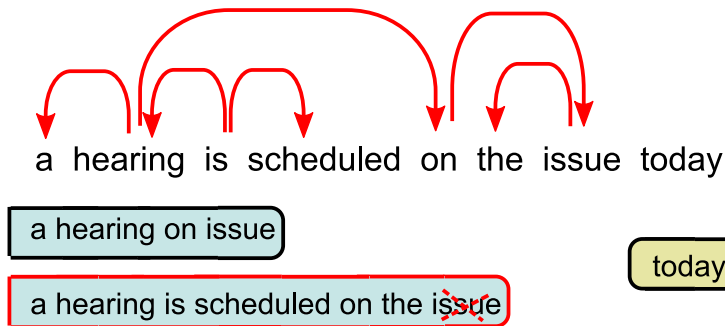 a hearing is scheduled on the issue today
a hearing on issue
today
a hearing is scheduled on the issue